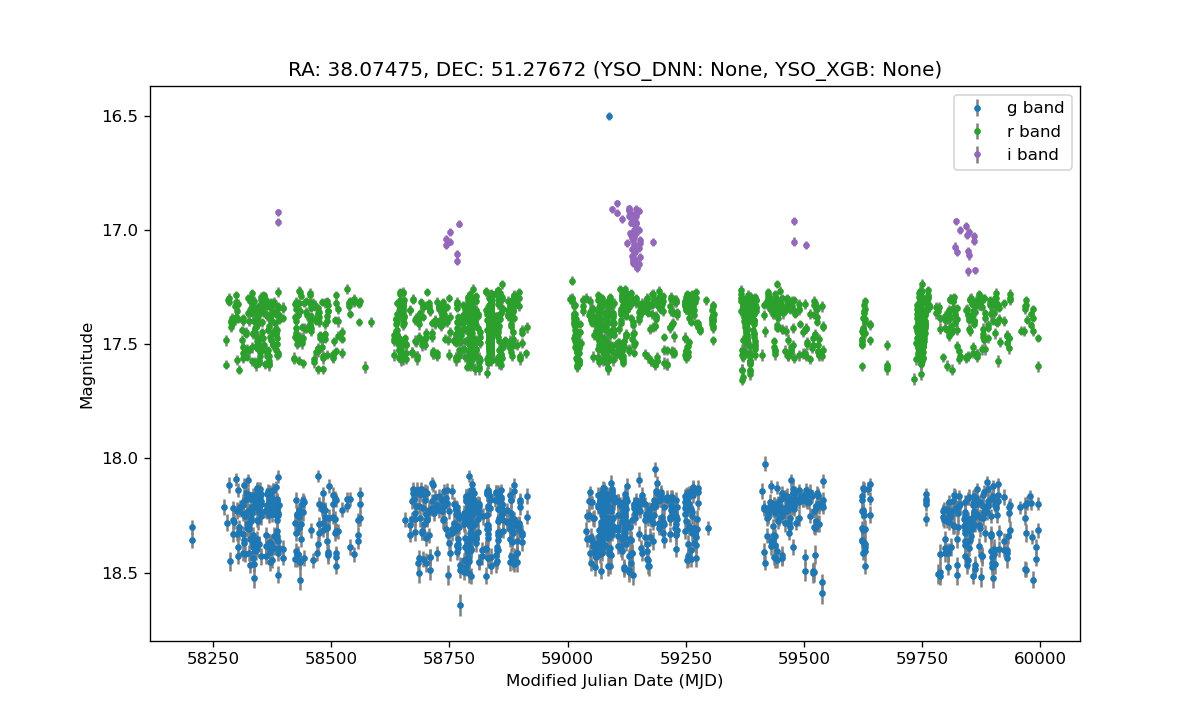 RA: 38.07475, DEC: 51.27672 (YSO_DNN: None, YSO_XGB: None)
g band
r band
i band
16.5
17.0
17.5
18.0
18.5
Magnitude
58250 58500 58750 59000 59250 59500 59750 60000
Modified Julian Date (MJD)